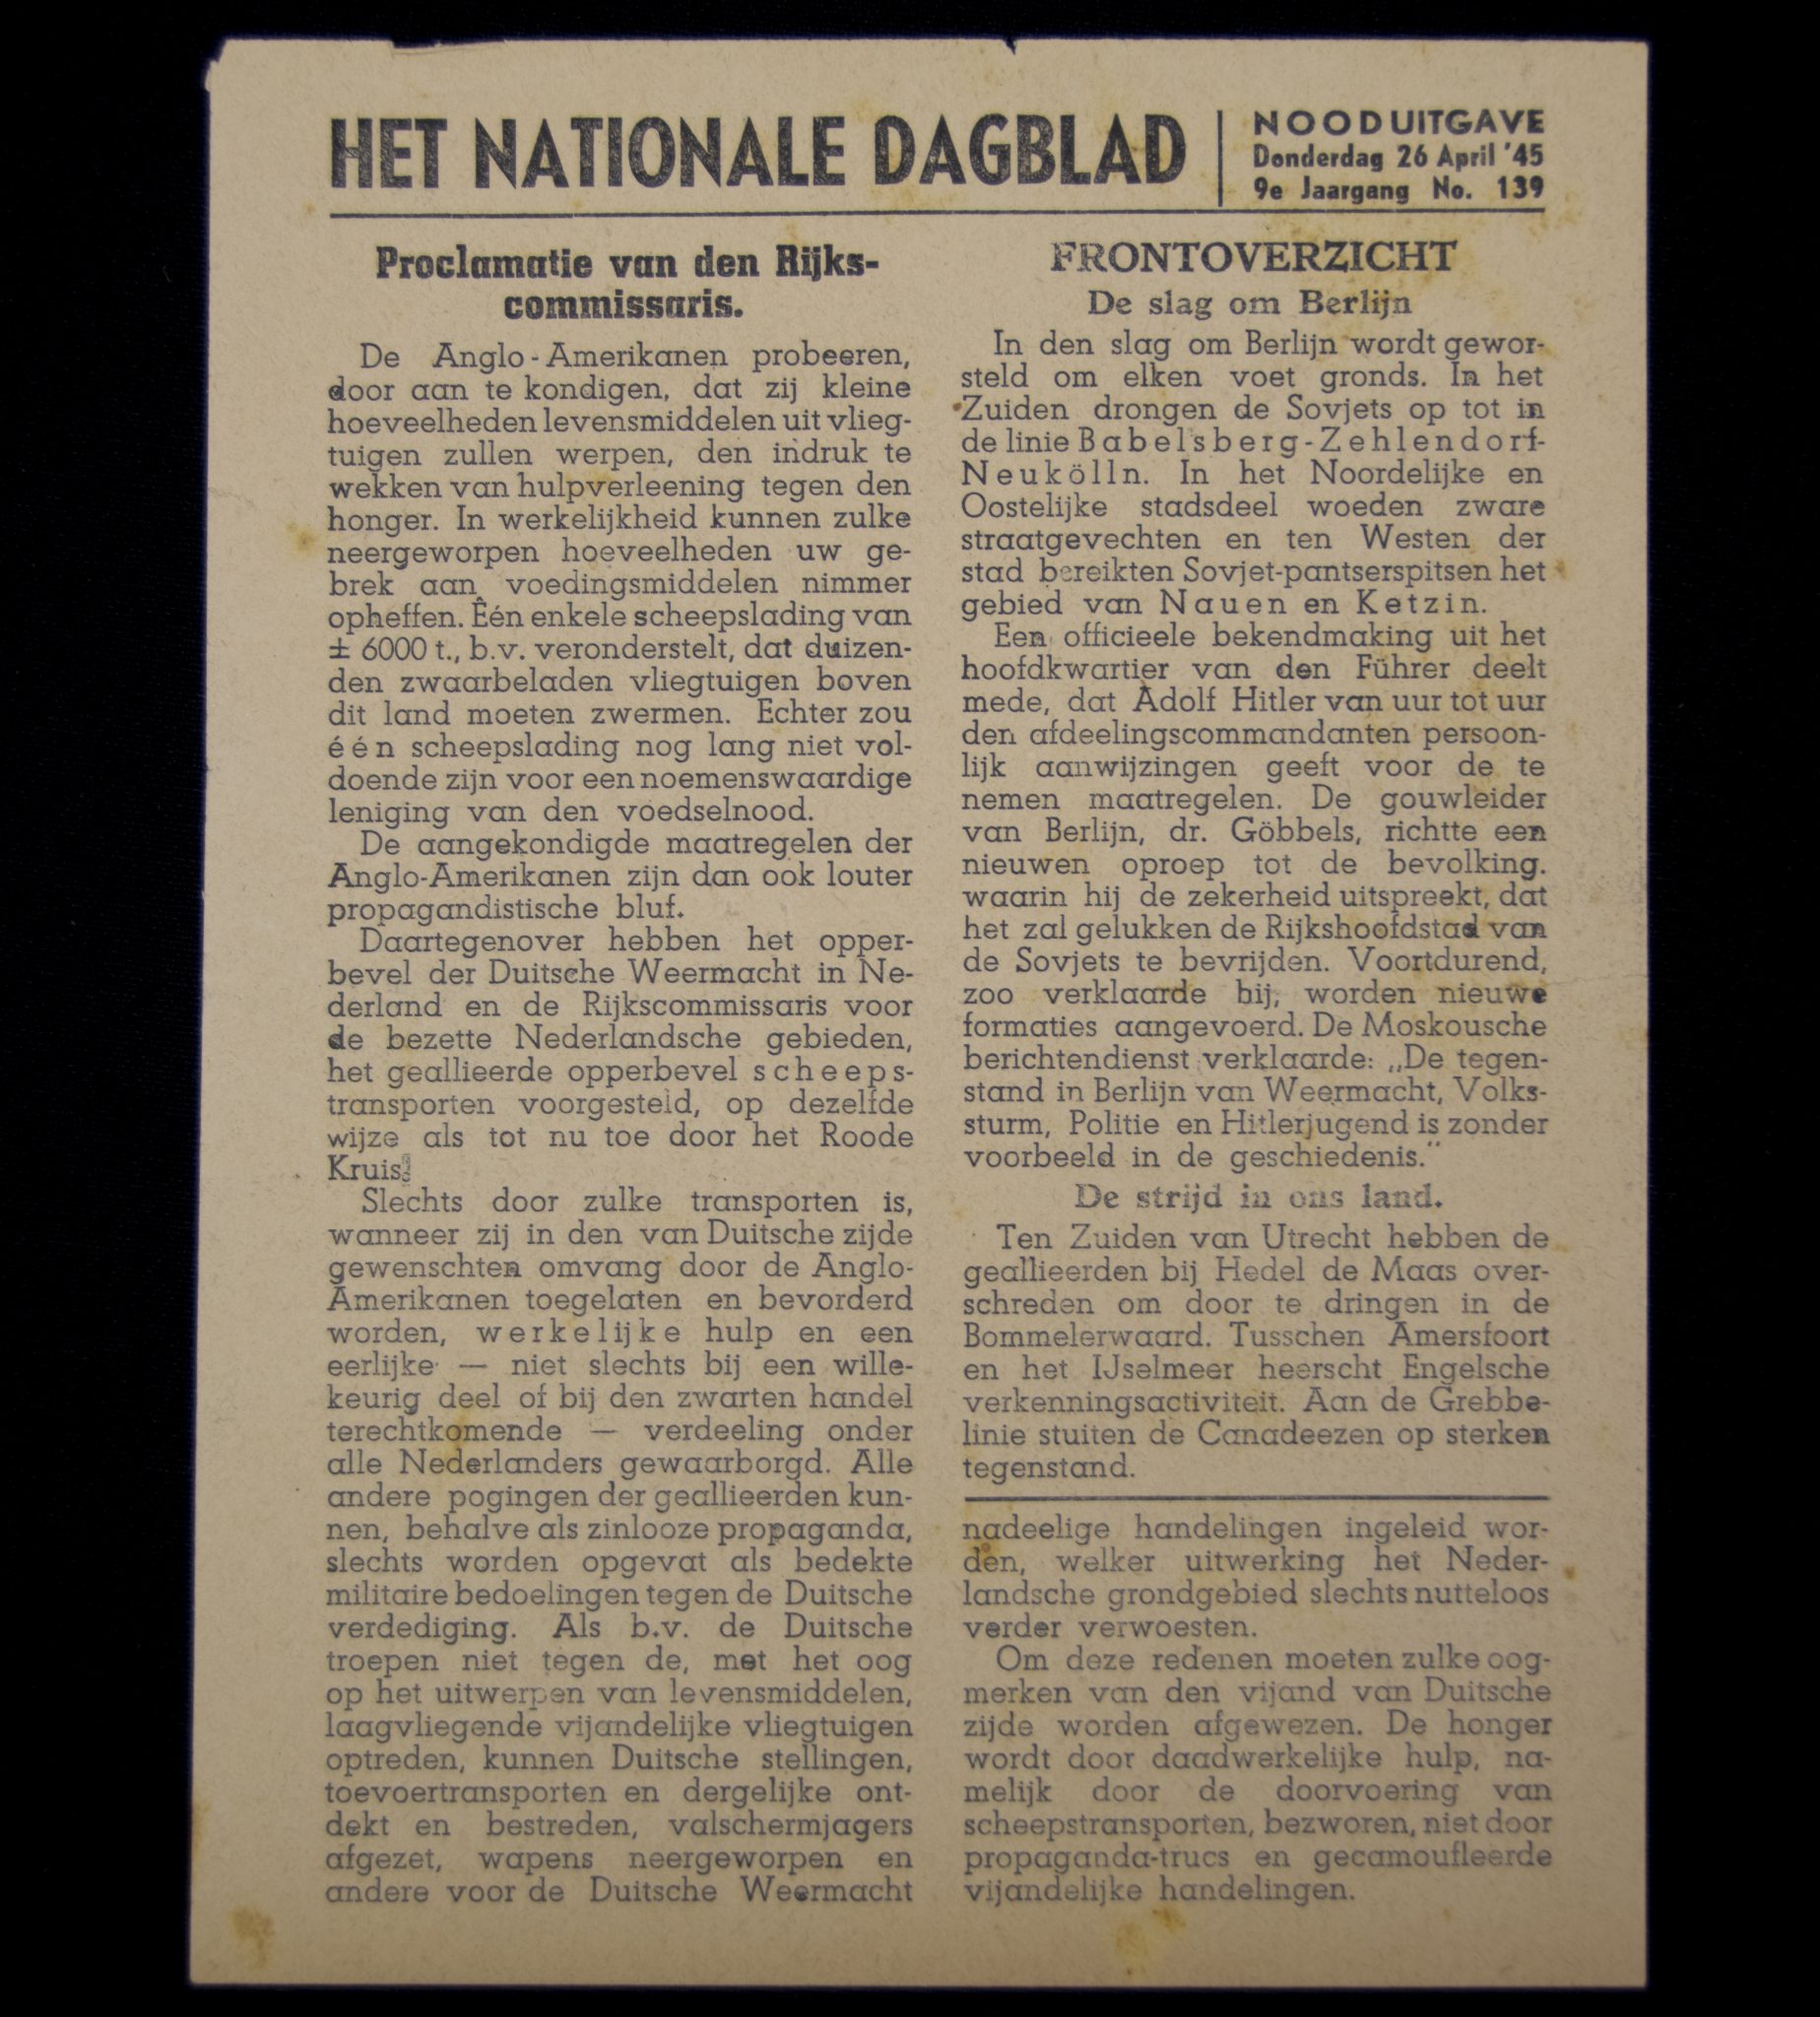 HET NATIONALE DAGBLAD
NOODUITGAVE
Donderdag 26 April '45
9e Jaargang No. 139
Proclamatie van den Rijks-
commissaris.
De Anglo-Amerikanen probeeren,
door aan te kondigen, dat zij kleine
hoeveelheden levensmiddelen uit vlieg-
tuigen zullen werpen, den indruk te
wekken van hulpverleening tegen den
honger. In werkelijkheid kunnen zulke
neergeworpen hoeveelheden uw ge-
brek aan voedingsmiddelen nimmer
opheffen. Êén enkele scheepslading van
± 6000 t., b.v. veronderstelt, dat duizen-
den zwaarbeladen vliegtuigen boven
dit land moeten zwermen. Echter zou
één scheepslading nog lang niet vol-
doende zijn voor een noemenswaardige
leniging van den voedselnood.
De aangekondigde maatregelen der
Anglo-Amerikanen zijn dan ook louter
propagandistische bluf.
Daartegenover hebben het opper-
bevel der Duitsche Weermacht in Ne-
derland en de Rijkscommissaris voor
de bezette Nederlandsche gebieden,
het geallieerde opperbevel scheeps-
transporten voorgesteld, op dezelfde
wijze als tot nu toe door het Roode
Kruis.
Slechts door zulke transporten is,
wanneer zij in den van Duitsche zijde
gewenschten omvang door de Anglo-
Amerikanen toegelaten en bevorderd
worden, werkelijke hulp en een
eerlijke — niet slechts bij een wille-
keurig deel of bij den zwarten handel
terechtkomende — verdeeling onder
alle Nederlanders gewaarborgd. Alle
andere pogingen der geallieerden kun-
nen, behalve als zinlooze propaganda,
slechts worden opgevat als bedekte
militaire bedoelingen tegen de Duitsche
verdediging. Als b.v. de Duitsche
troepen niet tegen de, met het oog
op het uitwerpen van levensmiddelen,
laagvliegende vijandelijke vliegtuigen
optreden, kunnen Duitsche stellingen,
toevoertransporten en dergelijke ont-
dekt en bestreden, valschermjagers
afgezet, wapens neergeworpen en
andere voor de Duitsche Weermacht
FRONTOVERZICHT
De slag om Berlijn
In den slag om Berlijn wordt gewor-
steld om elken voet gronds. In het
Zuiden drongen de Sovjets op tot in
de linie Babelsberg-Zehlendorf-
Neukölln. In het Noordelijke en
Oostelijke stadsdeel woeden zware
straatgevechten en ten Westen der
stad bereikten Sovjet-pantserspitsen het
gebied van Nauen en Ketzin.
Een officieele bekendmaking uit het
hoofdkwartier van den Führer deelt
mede, dat Adolf Hitler van uur tot uur
den afdeelingscommandanten persoon-
lijk aanwijzingen geeft voor de te
nemen maatregelen. De gouwleider
van Berlijn, dr. Göbbels, richtte een
nieuwen oproep tot de bevolking.
waarin hij de zekerheid uitspreekt, dat
het zal gelukken de Rijkshoofdstad van
de Sovjets te bevrijden. Voortdurend,
zoo verklaarde hij, worden nieuwe
formaties aangevoerd. De Moskousche
berichtendienst verklaarde: „De tegen-
stand in Berlijn van Weermacht, Volks-
sturm, Politie en Hitlerjugend is zonder
voorbeeld in de geschiedenis."
De strijd in ons land.
Ten Zuiden van Utrecht hebben de
geallieerden bij Hedel de Maas over-
schreden om door te dringen in de
Bommelerwaard. Tusschen Amersfoort
en het IJselmeer heerscht Engelsche
verkenningsactiviteit. Aan de Grebbe-
linie stuiten de Canadeezen op sterken
tegenstand.
nadeelige handelingen ingeleid wor-
den, welker uitwerking het Neder-
landsche grondgebied slechts nutteloos
verder verwoesten.
Om deze redenen moeten zulke oog-
merken van den vijand van Duitsche
zijde worden afgewezen. De honger
wordt door daadwerkelijke hulp, na-
melijk door de doorvoering van
scheepstransporten, bezworen, niet door
propaganda-trucs en gecamoufleerde
vijandelijke handelingen.